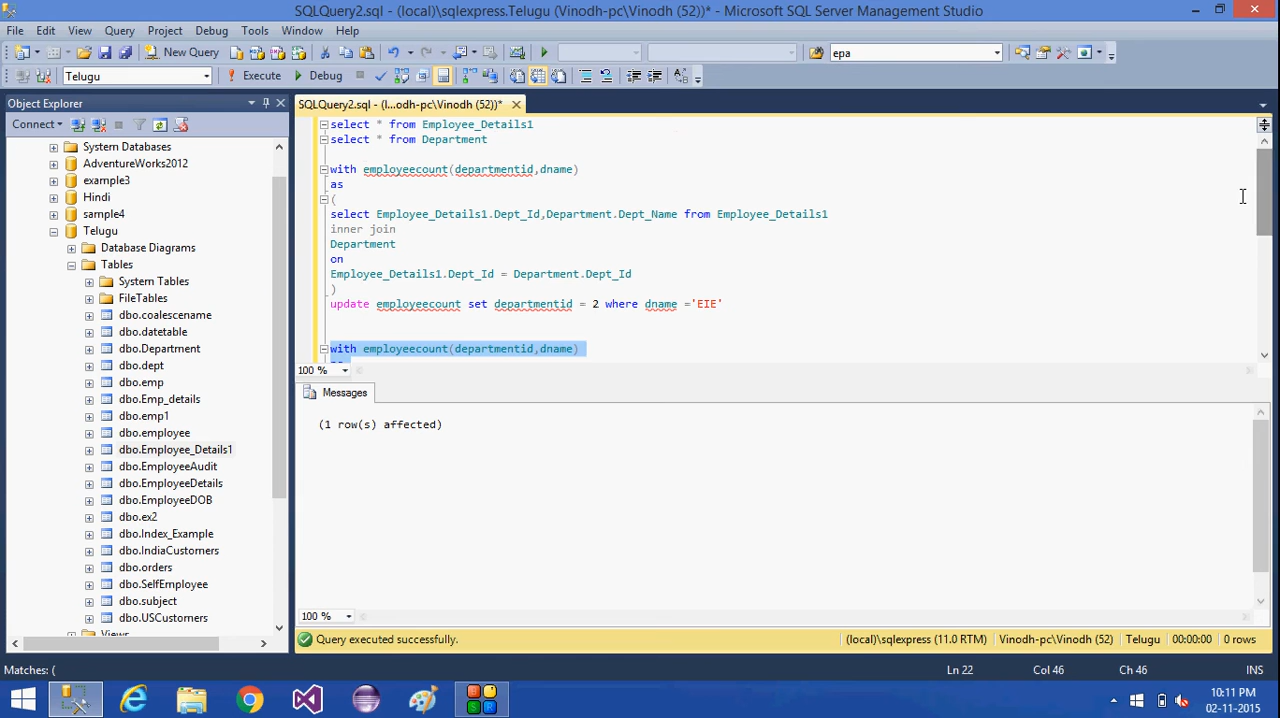 SQLQuery2.sql - (local)\sqlexpress.Telugu (Vinodh-pc\Vinodh (52))* - Microsoft SQL Server Management Studio
File Edit View Query Project Debug Tools Window Help
New Query epa
Telugu Execute Debug
Object Explorer
Connect
System Databases
AdventureWorks2012
example3
Hindi
sample4
Telugu
Database Diagrams
Tables
System Tables
FileTables
dbo.coalescename
dbo.datetable
dbo.Department
dbo.dept
dbo.emp
dbo.Emp_details
dbo.emp1
dbo.employee
dbo.Employee_Details1
dbo.EmployeeAudit
dbo.EmployeeDetails
dbo.EmployeeDOB
dbo.ex2
dbo.Index_Example
dbo.IndiaCustomers
dbo.orders
dbo.SelfEmployee
dbo.subject
dbo.USCustomers
Views
SQLQuery2.sql - (l...odh-pc\Vinodh (52))*
select * from Employee_Details1
select * from Department
with employeecount(departmentid,dname)
as
(
select Employee_Details1.Dept_Id,Department.Dept_Name from Employee_Details1
inner join
Department
on
Employee_Details1.Dept_Id = Department.Dept_Id
)
update employeecount set departmentid = 2 where dname ='EIE'
with employeecount(departmentid,dname)
100 %
Messages
(1 row(s) affected)
100 %
Query executed successfully. (local)\sqlexpress (11.0 RTM) Vinodh-pc\Vinodh (52) Telugu 00:00:00 0 rows
Matches: ( Ln 22 Col 46 Ch 46 INS
10:11 PM
02-11-2015